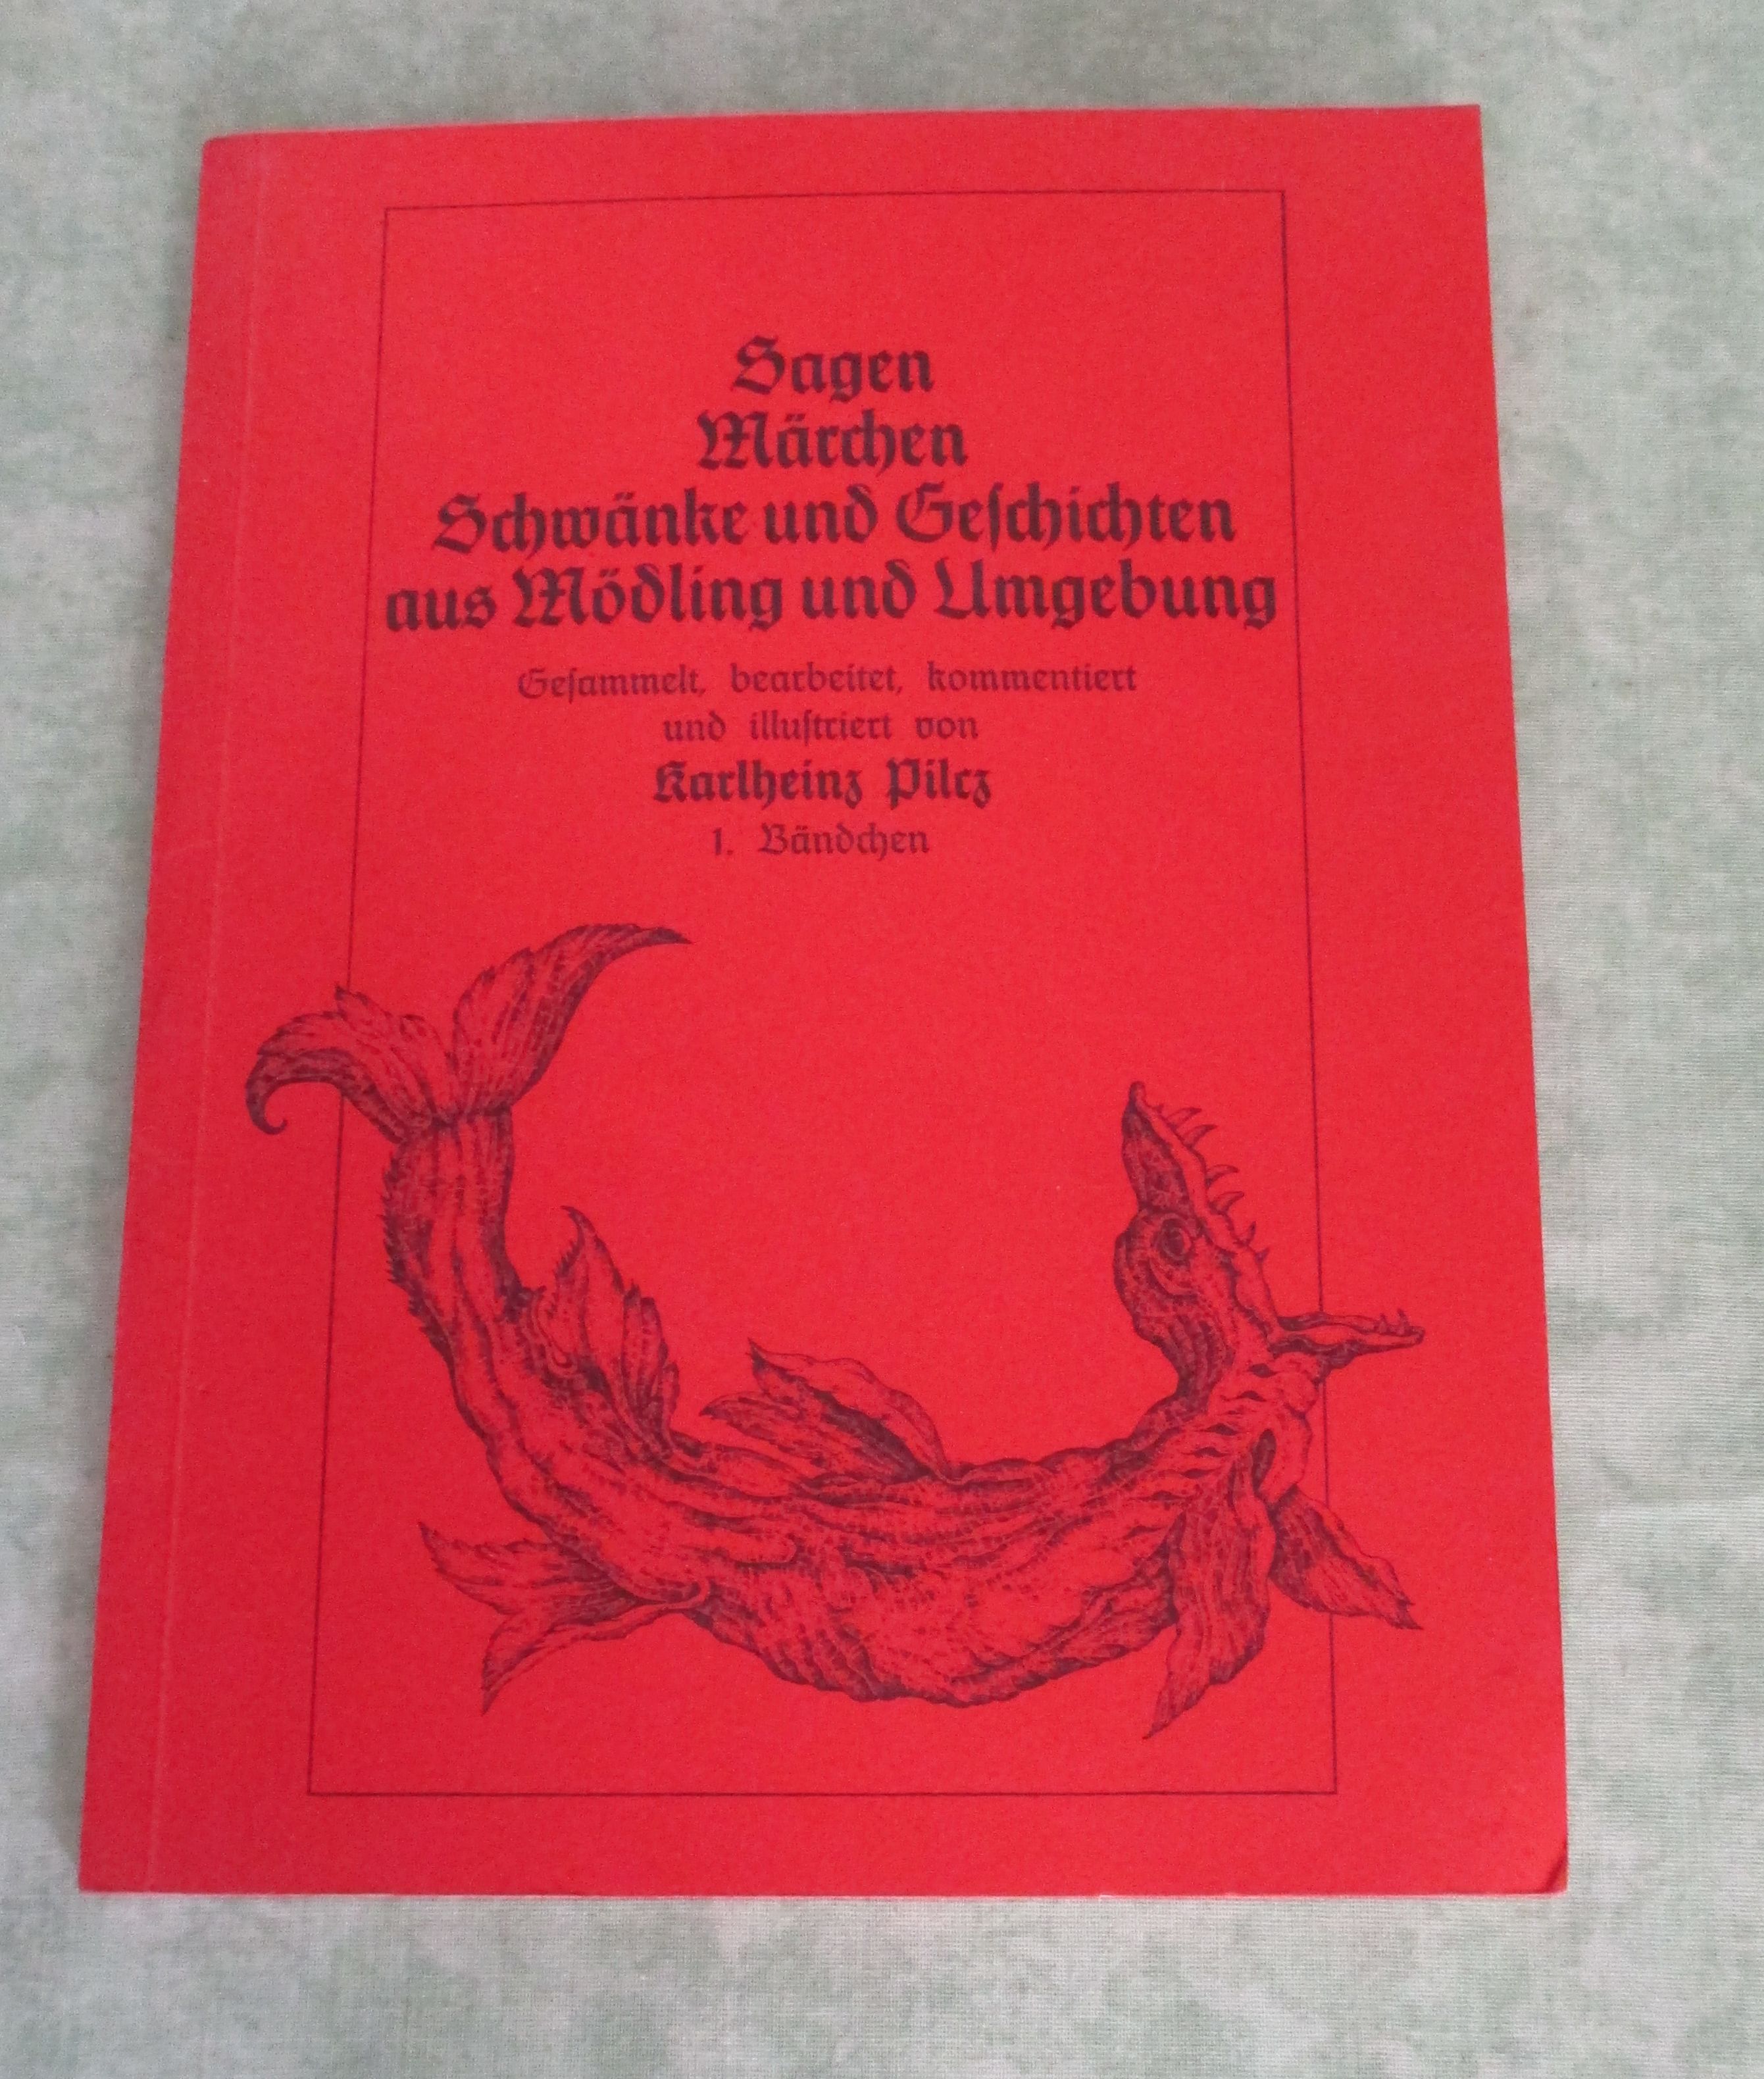 Sagen
Märchen
Schwänke und Geſchichten
aus Mödling und Umgebung
Geſammelt, bearbeitet, kommentiert
und illuſtriert von
Karlheinz Pilcz
1. Bändchen